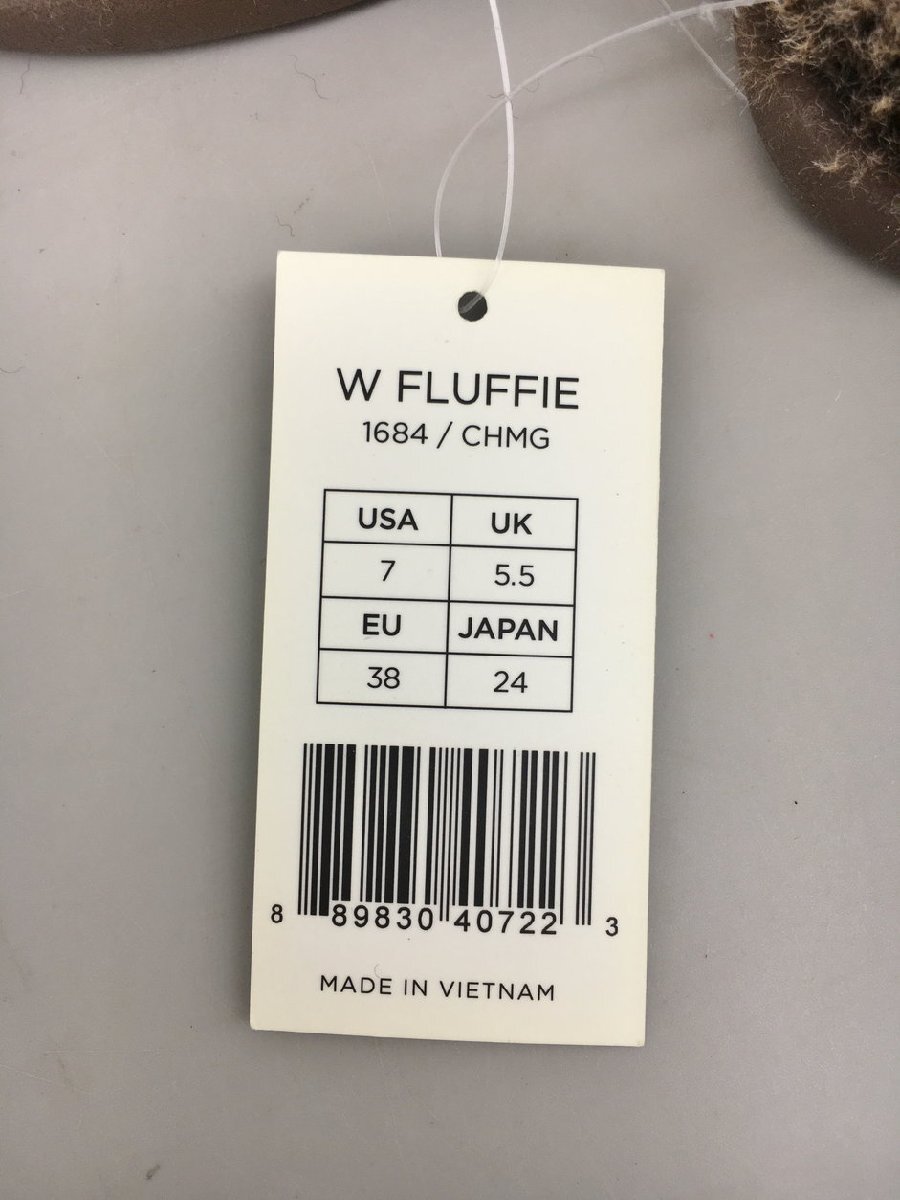 W FLUFFIE
1684 / CHMG
USA UK
7 5.5
EU JAPAN
38 24
8 89830 40722 3
MADE IN VIETNAM